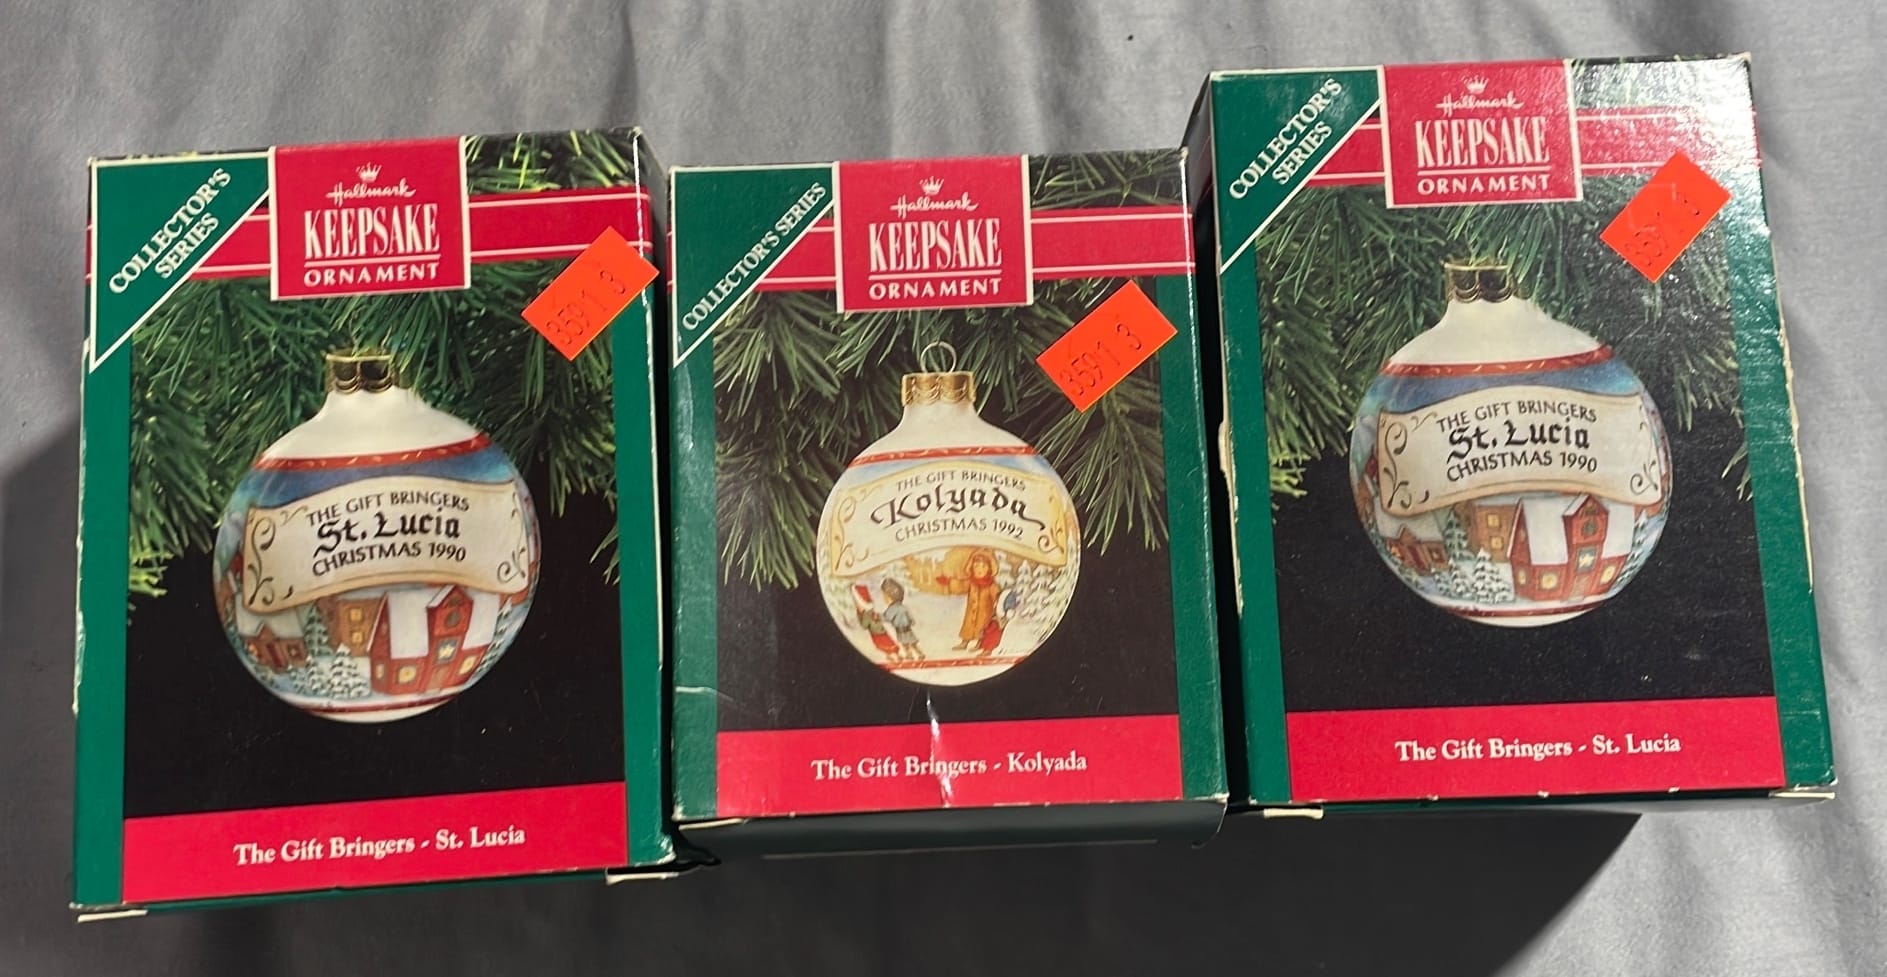 COLLECTOR'S
SERIES
Hallmark
KEEPSAKE
ORNAMENT
3591 3
THE GIFT BRINGERS
St. Lucia
CHRISTMAS 1990
The Gift Bringers - St. Lucia
COLLECTOR'S SERIES
Hallmark
KEEPSAKE
ORNAMENT
3591 3
THE GIFT BRINGERS
Kolyada
CHRISTMAS 1992
The Gift Bringers - Kolyada
COLLECTOR'S
SERIES
Hallmark
KEEPSAKE
ORNAMENT
3591 3
THE GIFT BRINGERS
St. Lucia
CHRISTMAS 1990
The Gift Bringers - St. Lucia